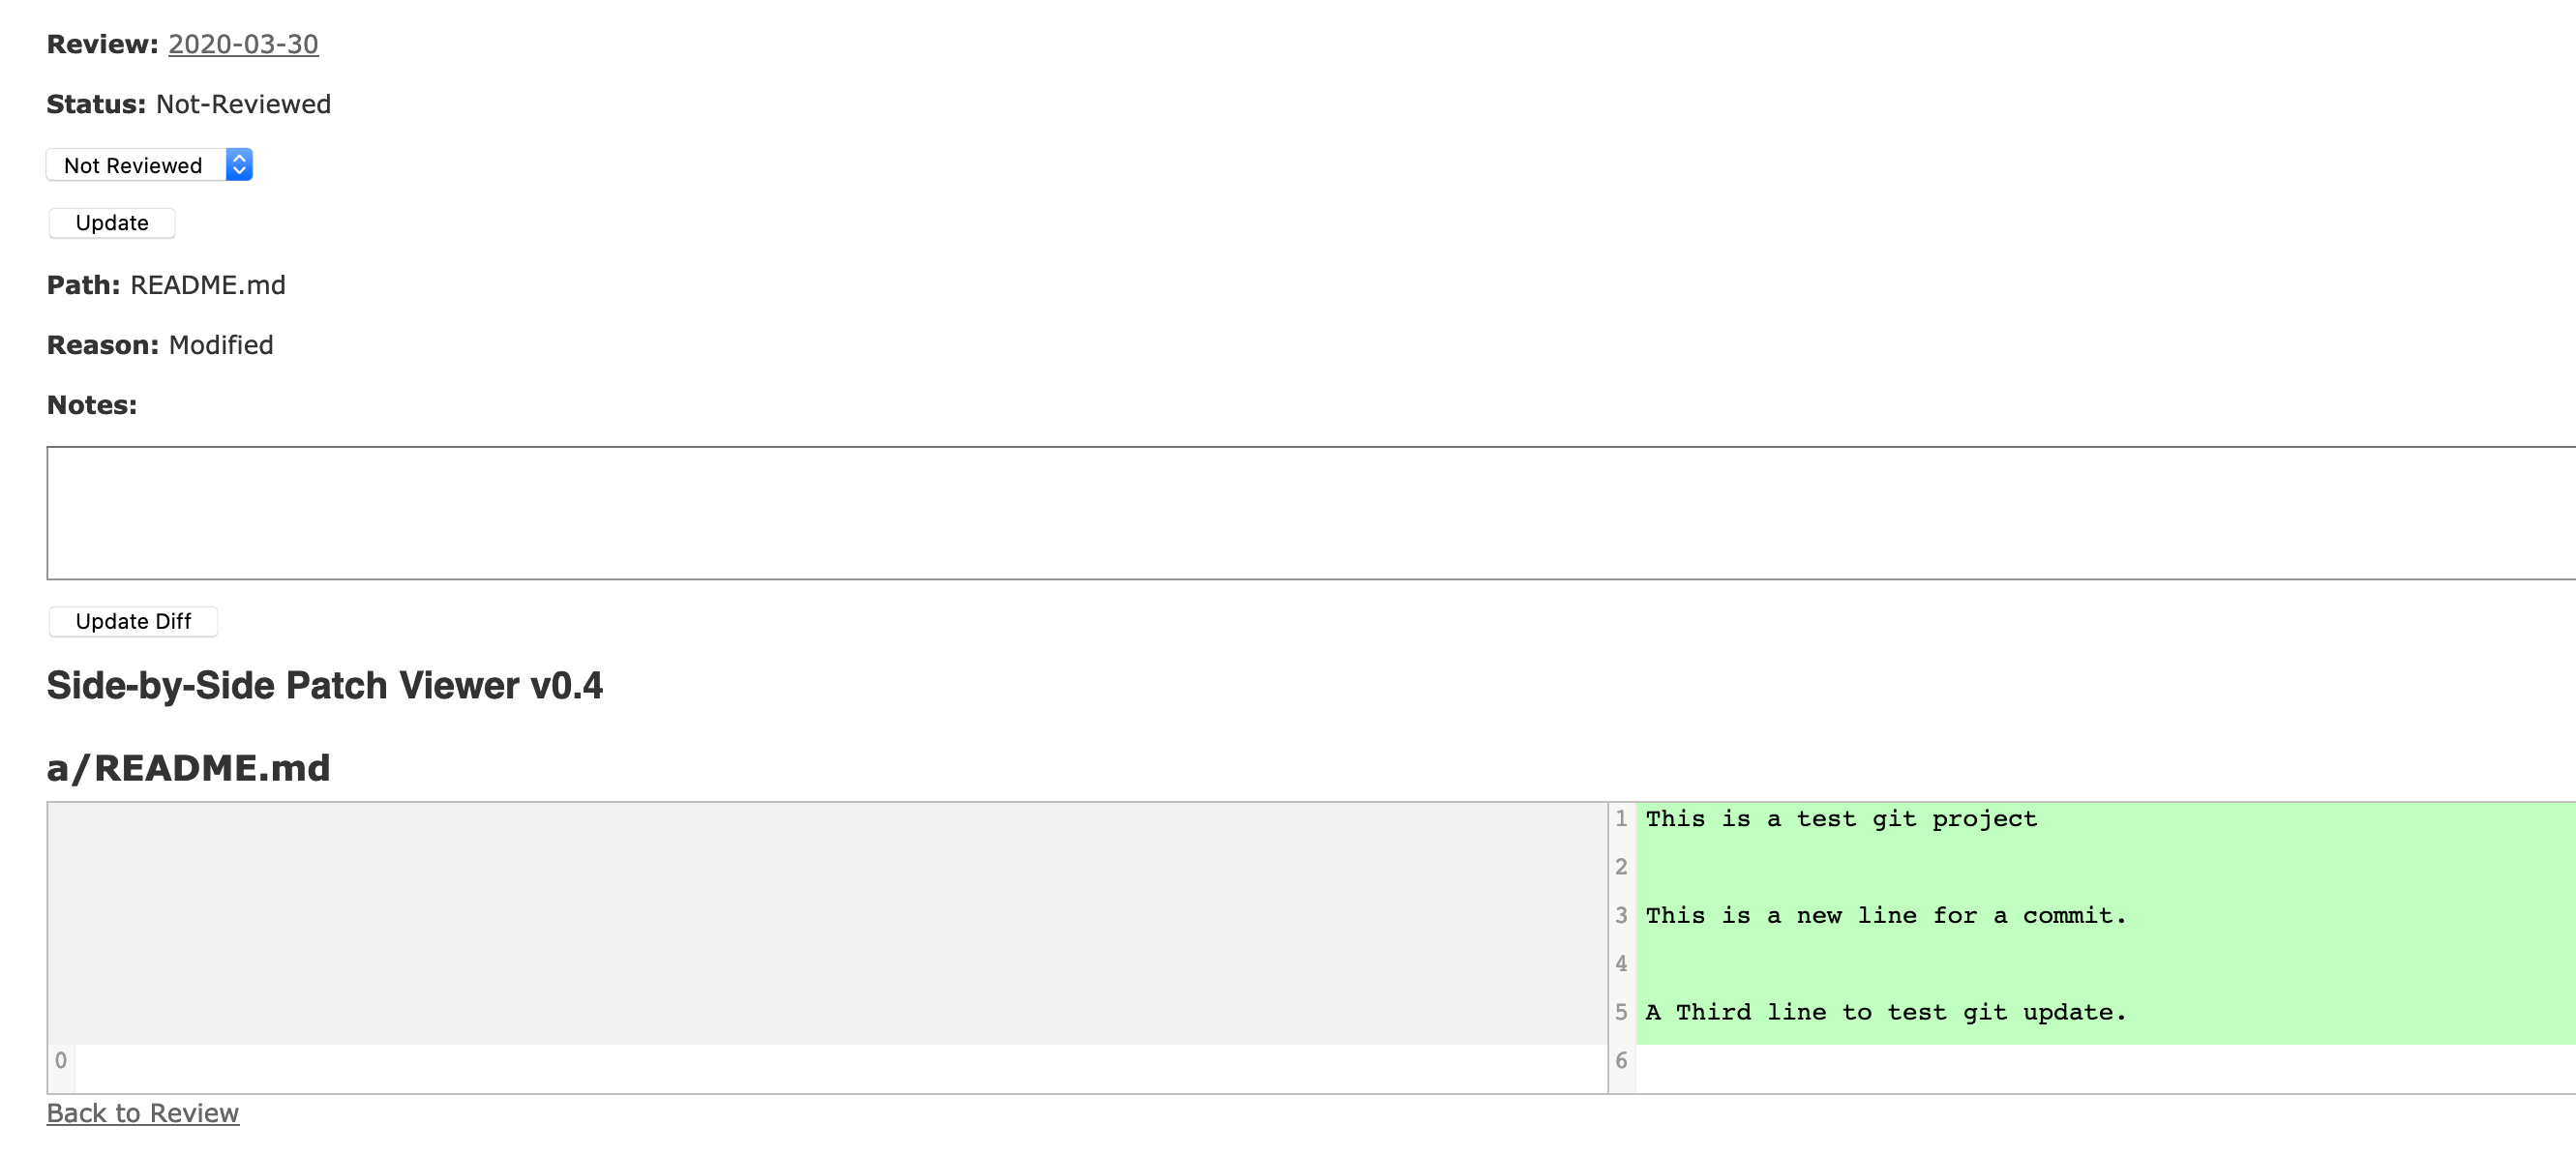 Review: 2020-03-30
Status: Not-Reviewed
Not Reviewed
Update
Path: README.md
Reason: Modified
Notes:
Update Diff
Side-by-Side Patch Viewer v0.4
a/README.md
1 This is a test git project
2
3 This is a new line for a commit.
4
5 A Third line to test git update.
0 6
Back to Review